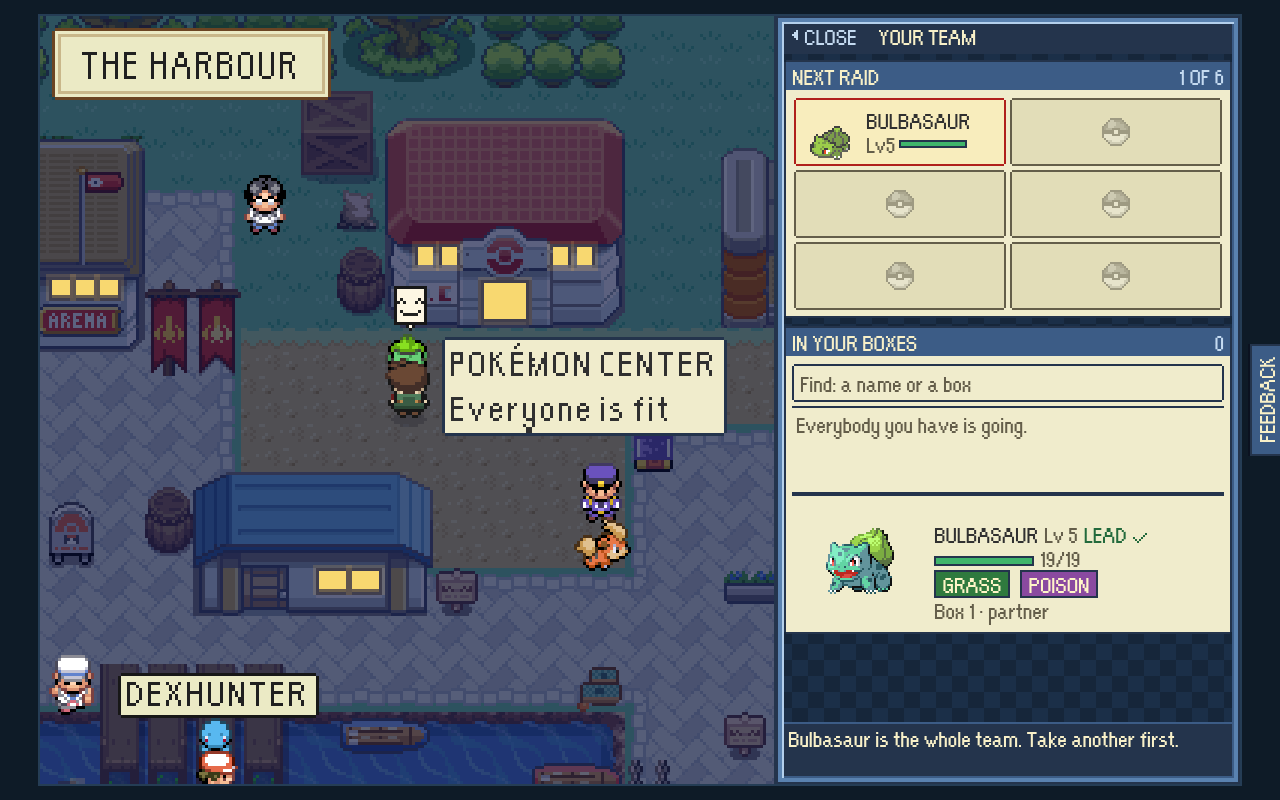 THE HARBOUR
ARENA
.C
POKÉMON CENTER
Everyone is fit
DEXHUNTER
CLOSE YOUR TEAM
NEXT RAID 1 OF 6
BULBASAUR
Lv5
IN YOUR BOXES 0
Find: a name or a box
Everybody you have is going.
BULBASAUR Lv 5 LEAD ✓
19/19
GRASS POISON
Box 1 · partner
Bulbasaur is the whole team. Take another first.
FEEDBACK